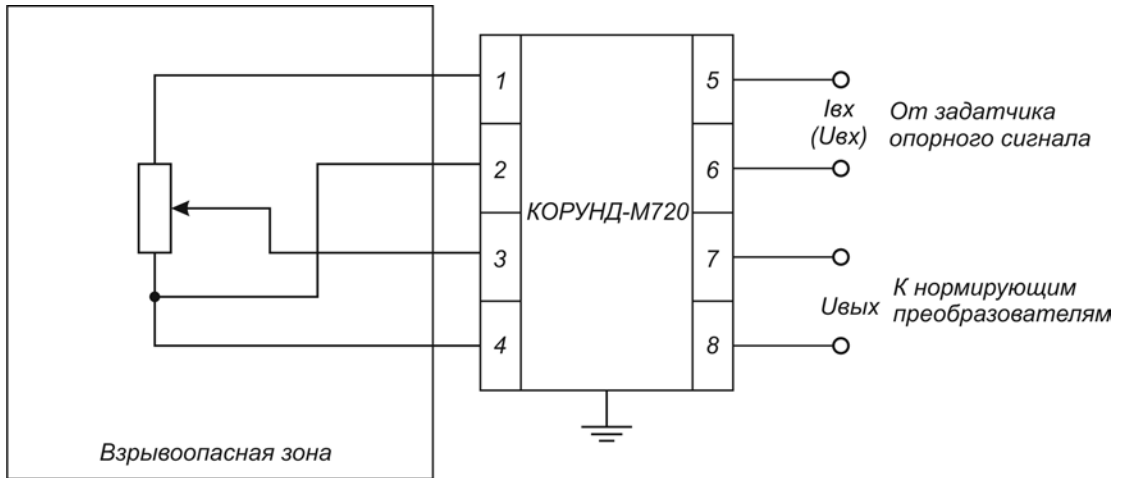 1
2
3
4
КОРУНД-М720
5
6
7
8
Iвх
(Uвх)
От задатчика
опорного сигнала
Uвых
К нормирующим
преобразователям
Взрывоопасная зона